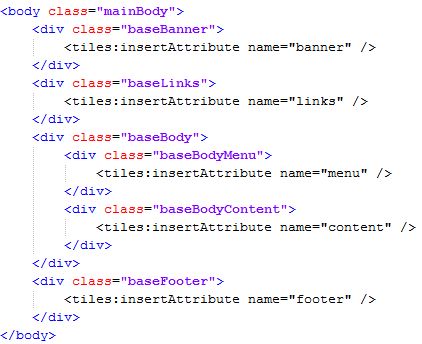 <body class="mainBody">
    <div class="baseBanner">
        <tiles:insertAttribute name="banner" />
    </div>
    <div class="baseLinks">
        <tiles:insertAttribute name="links" />
    </div>
    <div class="baseBody">
        <div class="baseBodyMenu">
            <tiles:insertAttribute name="menu" />
        </div>
        <div class="baseBodyContent">
            <tiles:insertAttribute name="content" />
        </div>
    </div>
    <div class="baseFooter">
        <tiles:insertAttribute name="footer" />
    </div>
</body>